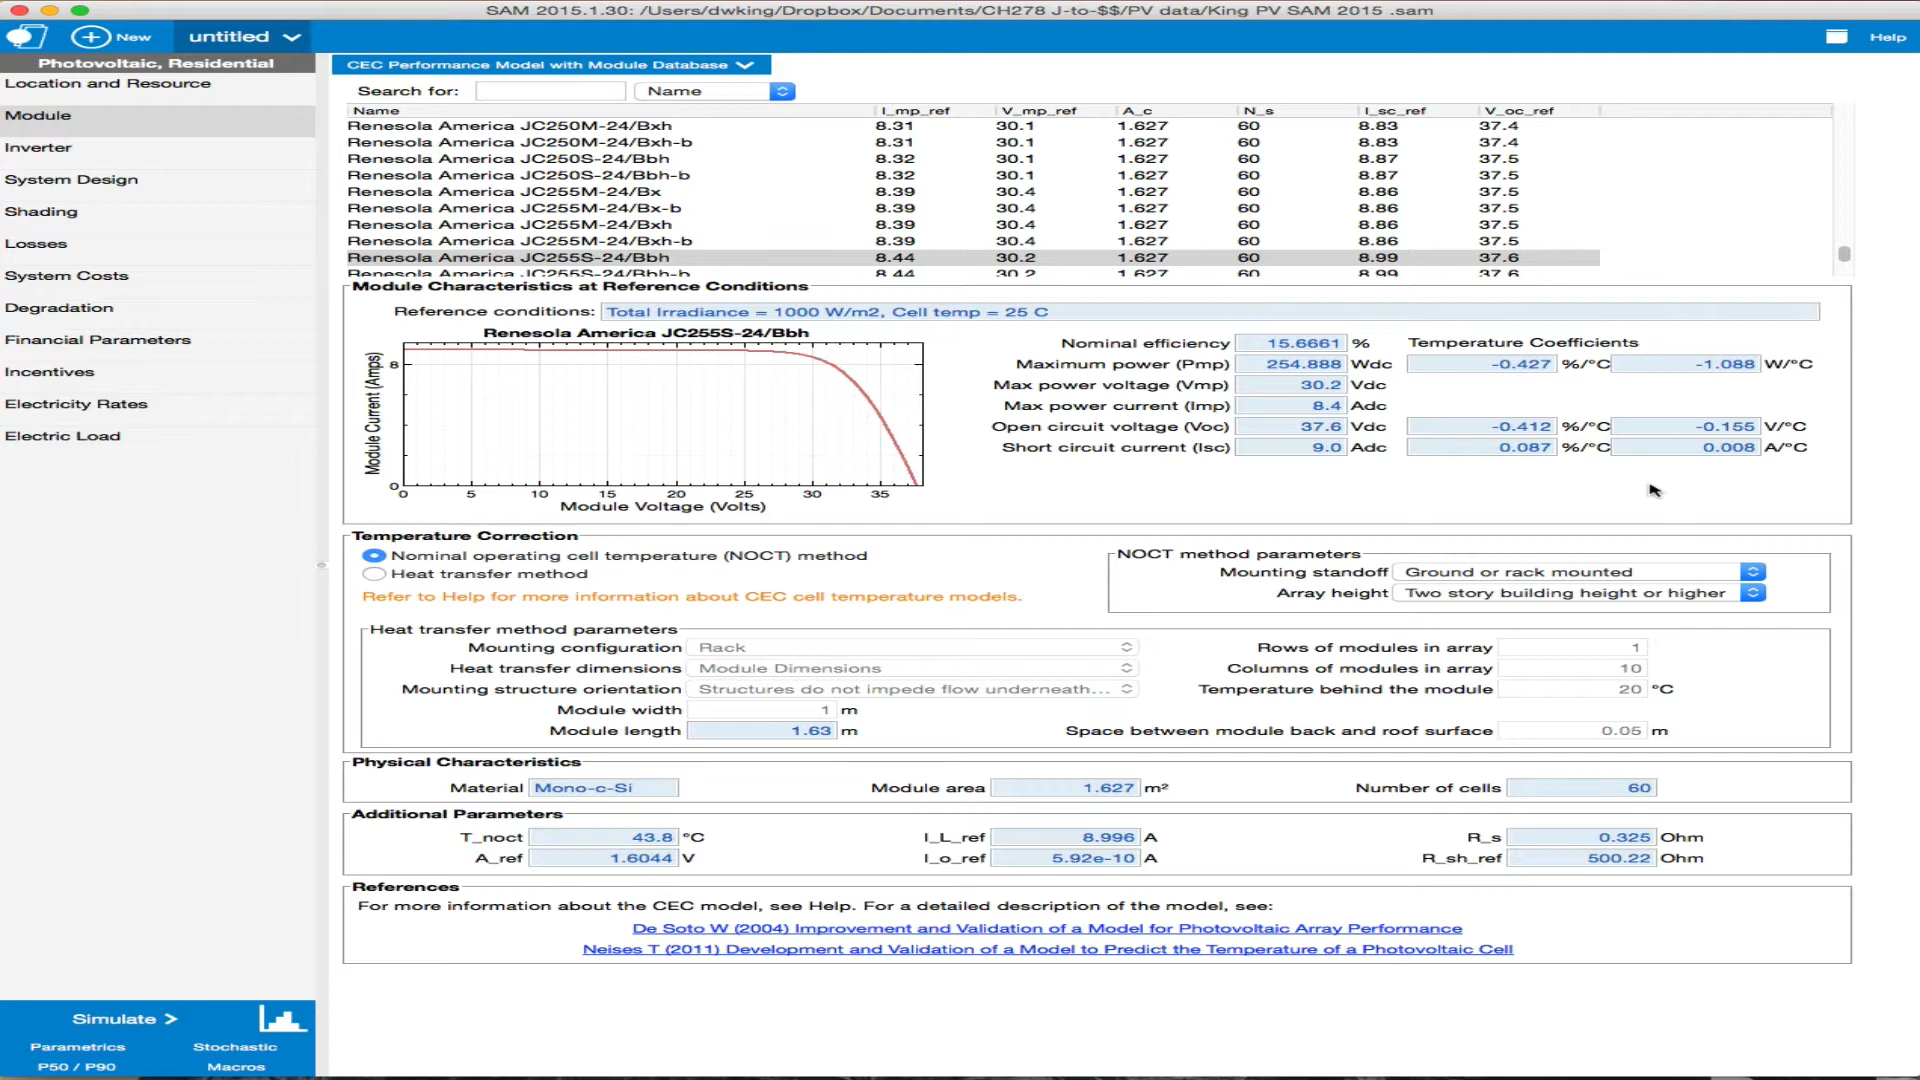 SAM 2015.1.30: /Users/dwking/Dropbox/Documents/CH278 J-to-$$/PV data/King PV SAM 2015 .sam
New untitled Help
Photovoltaic, Residential
Location and Resource
Module
Inverter
System Design
Shading
Losses
System Costs
Degradation
Financial Parameters
Incentives
Electricity Rates
Electric Load
Simulate >
Parametrics Stochastic
P50 / P90 Macros
CEC Performance Model with Module Database
Search for: Name
Name I_mp_ref V_mp_ref A_c N_s I_sc_ref V_oc_ref
Renesola America JC250M-24/Bxh 8.31 30.1 1.627 60 8.83 37.4
Renesola America JC250M-24/Bxh-b 8.31 30.1 1.627 60 8.83 37.4
Renesola America JC250S-24/Bbh 8.32 30.1 1.627 60 8.87 37.5
Renesola America JC250S-24/Bbh-b 8.32 30.1 1.627 60 8.87 37.5
Renesola America JC255M-24/Bx 8.39 30.4 1.627 60 8.86 37.5
Renesola America JC255M-24/Bx-b 8.39 30.4 1.627 60 8.86 37.5
Renesola America JC255M-24/Bxh 8.39 30.4 1.627 60 8.86 37.5
Renesola America JC255M-24/Bxh-b 8.39 30.4 1.627 60 8.86 37.5
Renesola America JC255S-24/Bbh 8.44 30.2 1.627 60 8.99 37.6
Renesola America JC255S-24/Bbh-b 8.44 30.2 1.627 60 8.99 37.6
Module Characteristics at Reference Conditions
Reference conditions: Total Irradiance = 1000 W/m2, Cell temp = 25 C
Renesola America JC255S-24/Bbh
Module Current (Amps)
8
0
0 5 10 15 20 25 30 35
Module Voltage (Volts)
Nominal efficiency 15.6661 % Temperature Coefficients
Maximum power (Pmp) 254.888 Wdc -0.427 %/°C -1.088 W/°C
Max power voltage (Vmp) 30.2 Vdc
Max power current (Imp) 8.4 Adc
Open circuit voltage (Voc) 37.6 Vdc -0.412 %/°C -0.155 V/°C
Short circuit current (Isc) 9.0 Adc 0.087 %/°C 0.008 A/°C
Temperature Correction
Nominal operating cell temperature (NOCT) method
Heat transfer method
Refer to Help for more information about CEC cell temperature models.
NOCT method parameters
Mounting standoff Ground or rack mounted
Array height Two story building height or higher
Heat transfer method parameters
Mounting configuration Rack Rows of modules in array 1
Heat transfer dimensions Module Dimensions Columns of modules in array 10
Mounting structure orientation Structures do not impede flow underneath... Temperature behind the module 20 °C
Module width 1 m
Module length 1.63 m Space between module back and roof surface 0.05 m
Physical Characteristics
Material Mono-c-Si Module area 1.627 m² Number of cells 60
Additional Parameters
T_noct 43.8 °C I_L_ref 8.996 A R_s 0.325 Ohm
A_ref 1.6044 V I_o_ref 5.92e-10 A R_sh_ref 500.22 Ohm
References
For more information about the CEC model, see Help. For a detailed description of the model, see:
De Soto W (2004) Improvement and Validation of a Model for Photovoltaic Array Performance
Neises T (2011) Development and Validation of a Model to Predict the Temperature of a Photovoltaic Cell